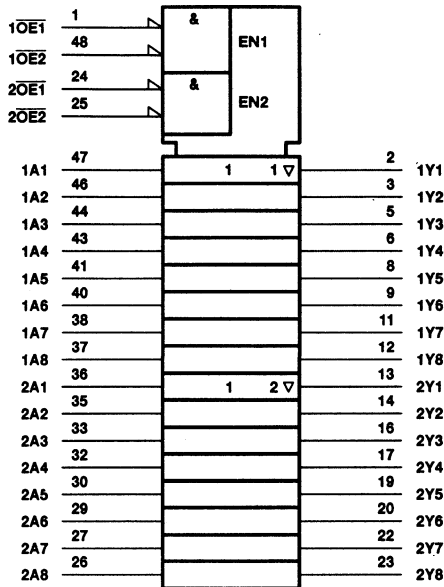 1OE1 1 & EN1
1OE2 48
2OE1 24 & EN2
2OE2 25
1A1 47 1 1 ▽ 2 1Y1
1A2 46 3 1Y2
1A3 44 5 1Y3
1A4 43 6 1Y4
1A5 41 8 1Y5
1A6 40 9 1Y6
1A7 38 11 1Y7
1A8 37 12 1Y8
2A1 36 1 2 ▽ 13 2Y1
2A2 35 14 2Y2
2A3 33 16 2Y3
2A4 32 17 2Y4
2A5 30 19 2Y5
2A6 29 20 2Y6
2A7 27 22 2Y7
2A8 26 23 2Y8